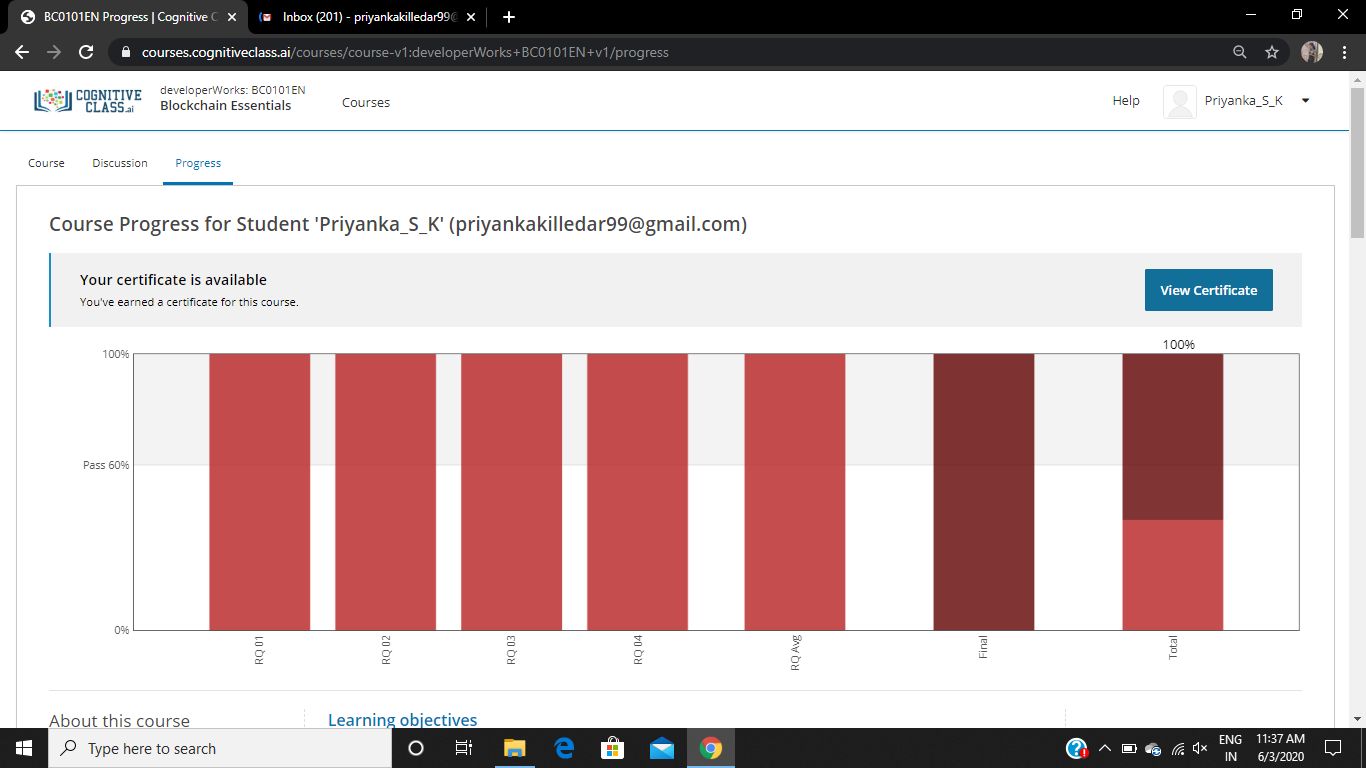 BC0101EN Progress | Cognitive C
Inbox (201) - priyankakilledar99@
courses.cognitiveclass.ai/courses/course-v1:developerWorks+BC0101EN+v1/progress
COGNITIVE
CLASS.ai
developerWorks: BC0101EN
Blockchain Essentials
Courses
Help
Priyanka_S_K
Course
Discussion
Progress
Course Progress for Student 'Priyanka_S_K' (priyankakilledar99@gmail.com)
Your certificate is available
You've earned a certificate for this course.
View Certificate
100%
100%
Pass 60%
0%
RQ 01
RQ 02
RQ 03
RQ 04
RQ Avg
Final
Total
About this course
Learning objectives
Type here to search
ENG
IN
11:37 AM
6/3/2020